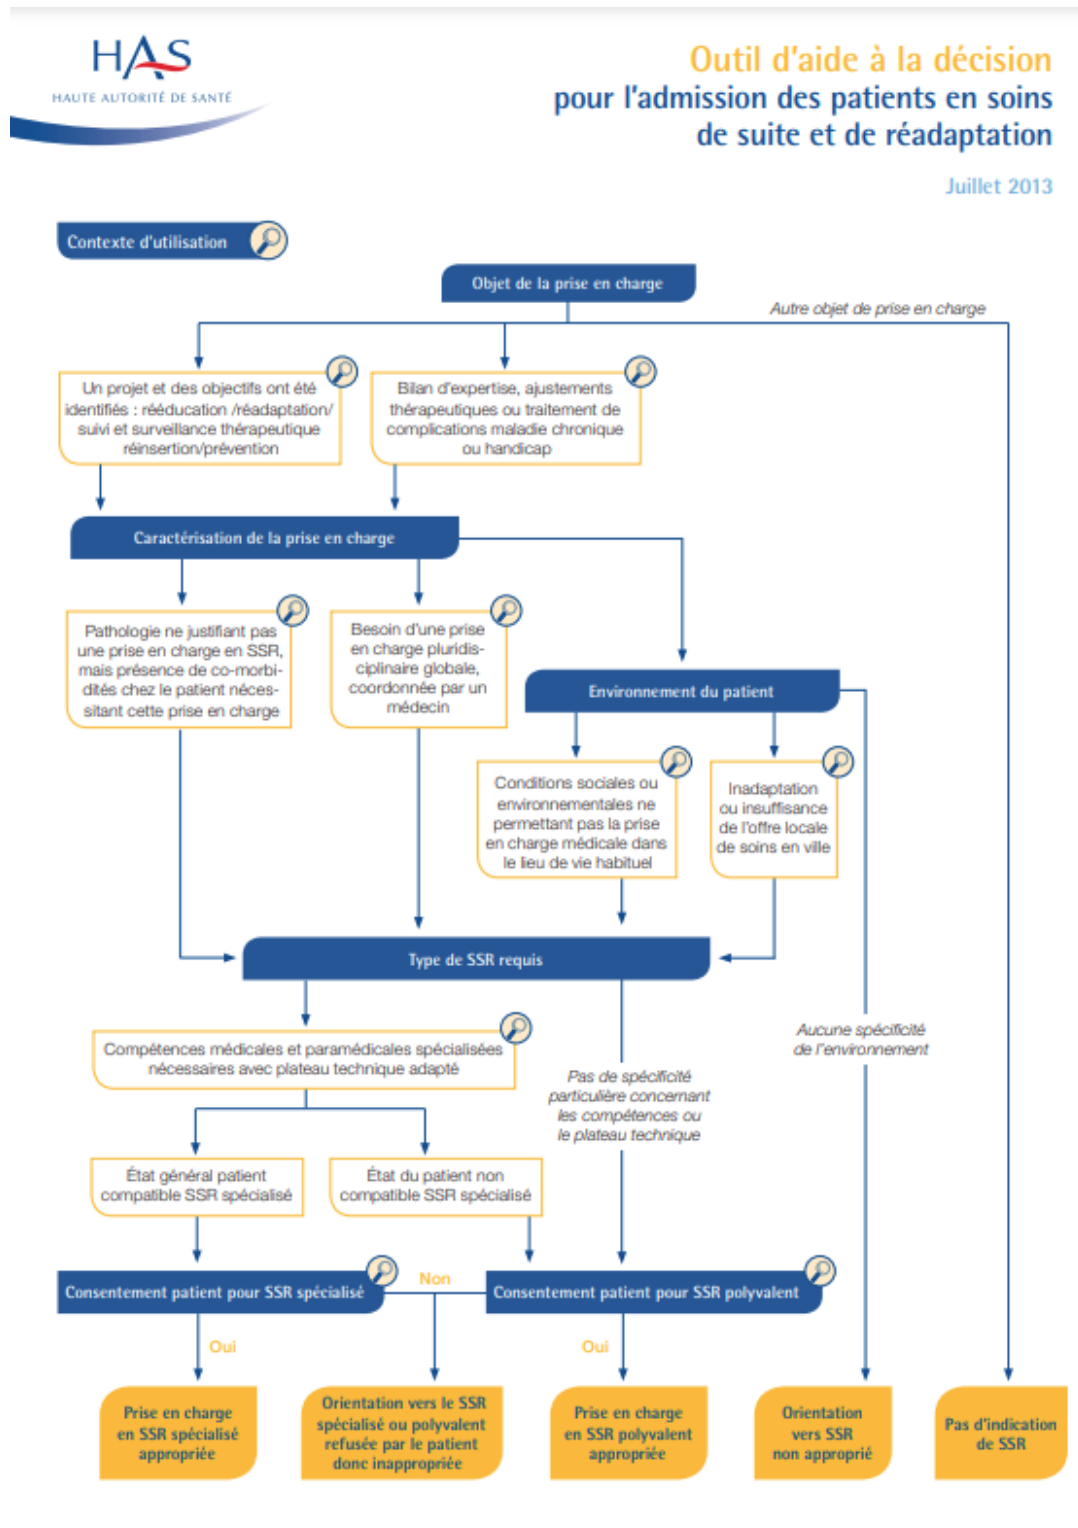 HAS
HAUTE AUTORITÉ DE SANTÉ
Outil d'aide à la décision
pour l'admission des patients en soins
de suite et de réadaptation
Juillet 2013
Contexte d'utilisation
Objet de la prise en charge
Autre objet de prise en charge
Un projet et des objectifs ont été
identifiés : rééducation /réadaptation/
suivi et surveillance thérapeutique
réinsertion/prévention
Bilan d'expertise, ajustements
thérapeutiques ou traitement de
complications maladie chronique
ou handicap
Caractérisation de la prise en charge
Pathologie ne justifiant pas
une prise en charge en SSR,
mais présence de co-morbi-
dités chez le patient néces-
sitant cette prise en charge
Besoin d'une prise
en charge pluridis-
ciplinaire globale,
coordonnée par un
médecin
Environnement du patient
Conditions sociales ou
environnementales ne
permettant pas la prise
en charge médicale dans
le lieu de vie habituel
Inadaptation
ou insuffisance
de l'offre locale
de soins en ville
Type de SSR requis
Compétences médicales et paramédicales spécialisées
nécessaires avec plateau technique adapté
Pas de spécificité
particulière concernant
les compétences ou
le plateau technique
Aucune spécificité
de l'environnement
État général patient
compatible SSR spécialisé
État du patient non
compatible SSR spécialisé
Consentement patient pour SSR spécialisé
Non
Consentement patient pour SSR polyvalent
Oui
Oui
Prise en charge
en SSR spécialisé
appropriée
Orientation vers le SSR
spécialisé ou polyvalent
refusée par le patient
donc inappropriée
Prise en charge
en SSR polyvalent
appropriée
Orientation
vers SSR
non approprié
Pas d'indication
de SSR